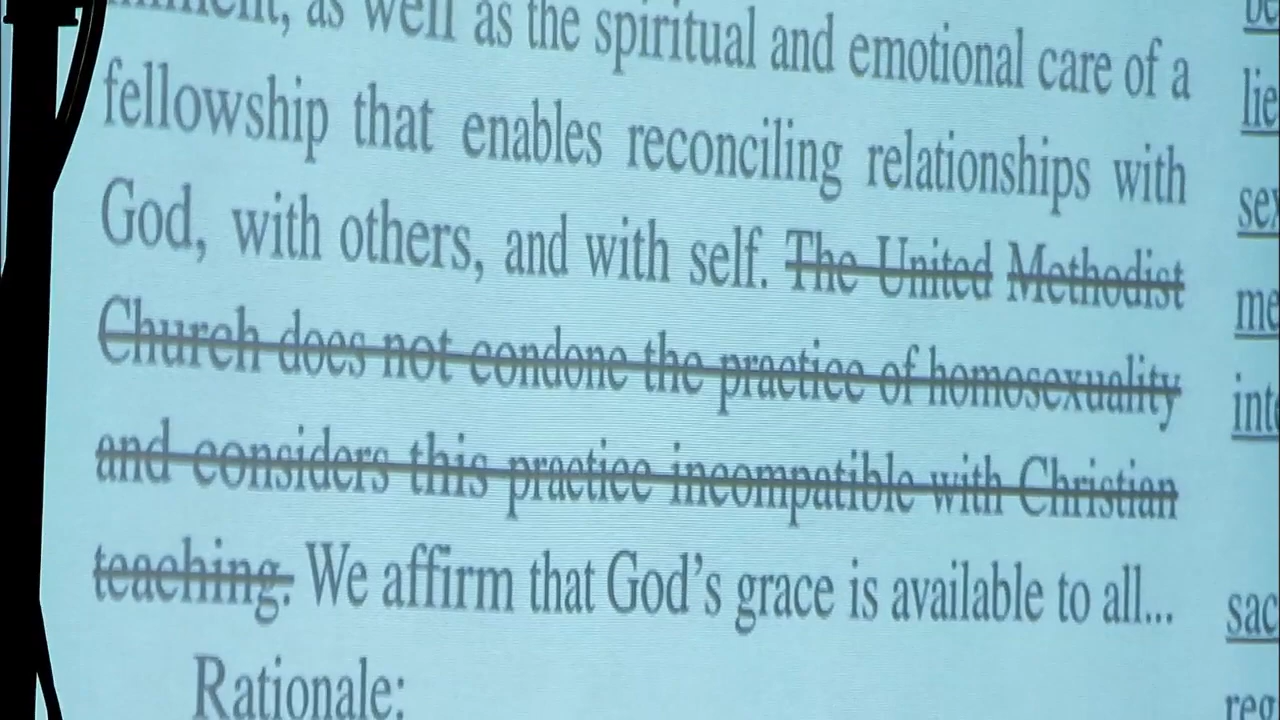 as well as the spiritual and emotional care of a
fellowship that enables reconciling relationships with
God, with others, and with self. The United Methodist
Church does not condone the practice of homosexuality
and considers this practice incompatible with Christian
teaching. We affirm that God's grace is available to all...
Rationale: